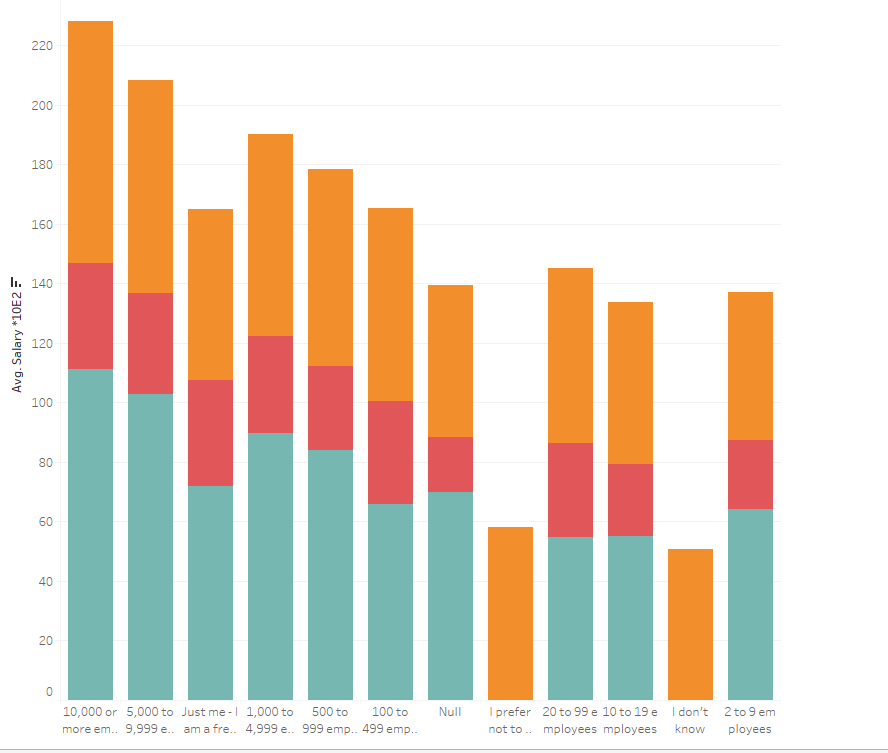 220
200
180
160
140
120
100
80
60
40
20
0
Avg. Salary *10E2
10,000 or
more em..
5,000 to
9,999 e..
Just me - I
am a fre..
1,000 to
4,999 e..
500 to
999 emp..
100 to
499 emp..
Null
I prefer
not to ..
20 to 99 e
mployees
10 to 19 e
mployees
I don't
know
2 to 9 em
ployees